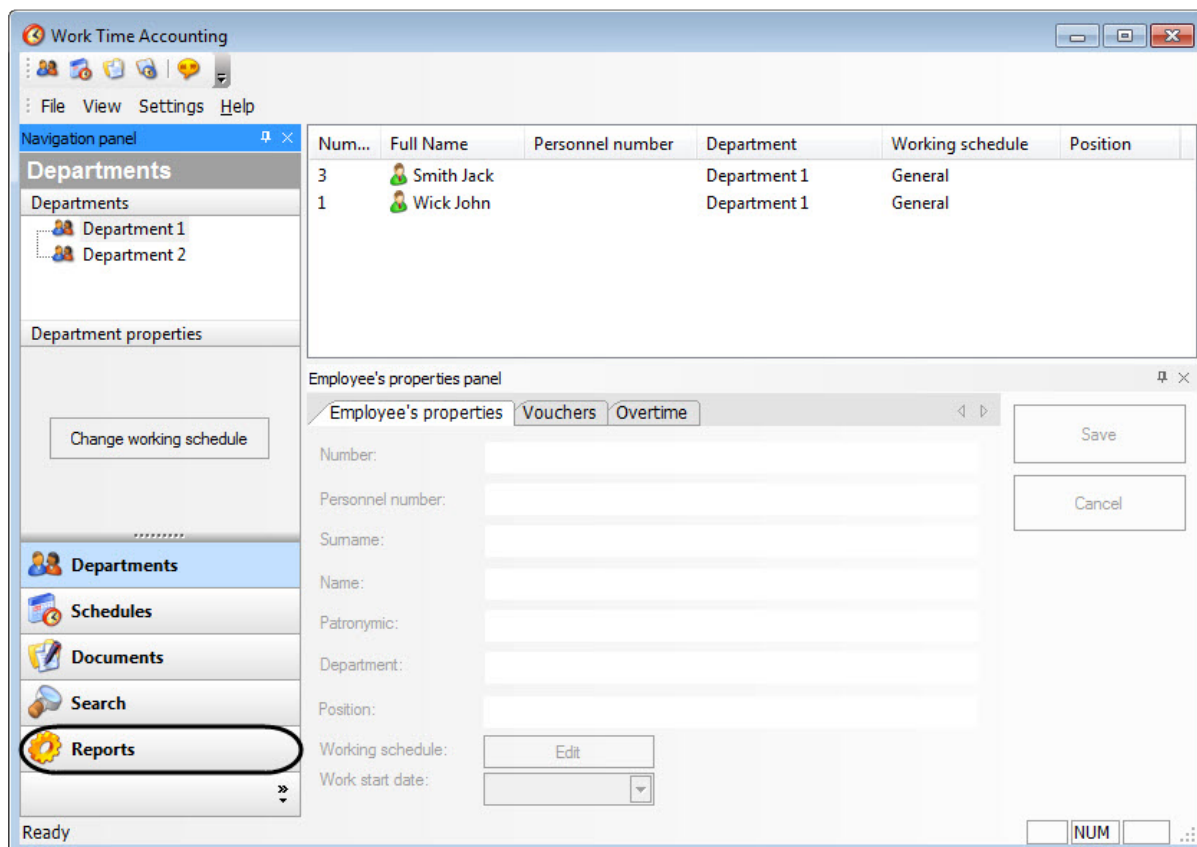 Work Time Accounting
File View Settings Help
Navigation panel
Departments
Departments
Department 1
Department 2
Department properties
Change working schedule
Departments
Schedules
Documents
Search
Reports
»
Num... Full Name Personnel number Department Working schedule Position
3 Smith Jack Department 1 General
1 Wick John Department 1 General
Employee's properties panel
Employee's properties Vouchers Overtime
Number:
Personnel number:
Surname:
Name:
Patronymic:
Department:
Position:
Working schedule: Edit
Work start date:
Save
Cancel
Ready NUM